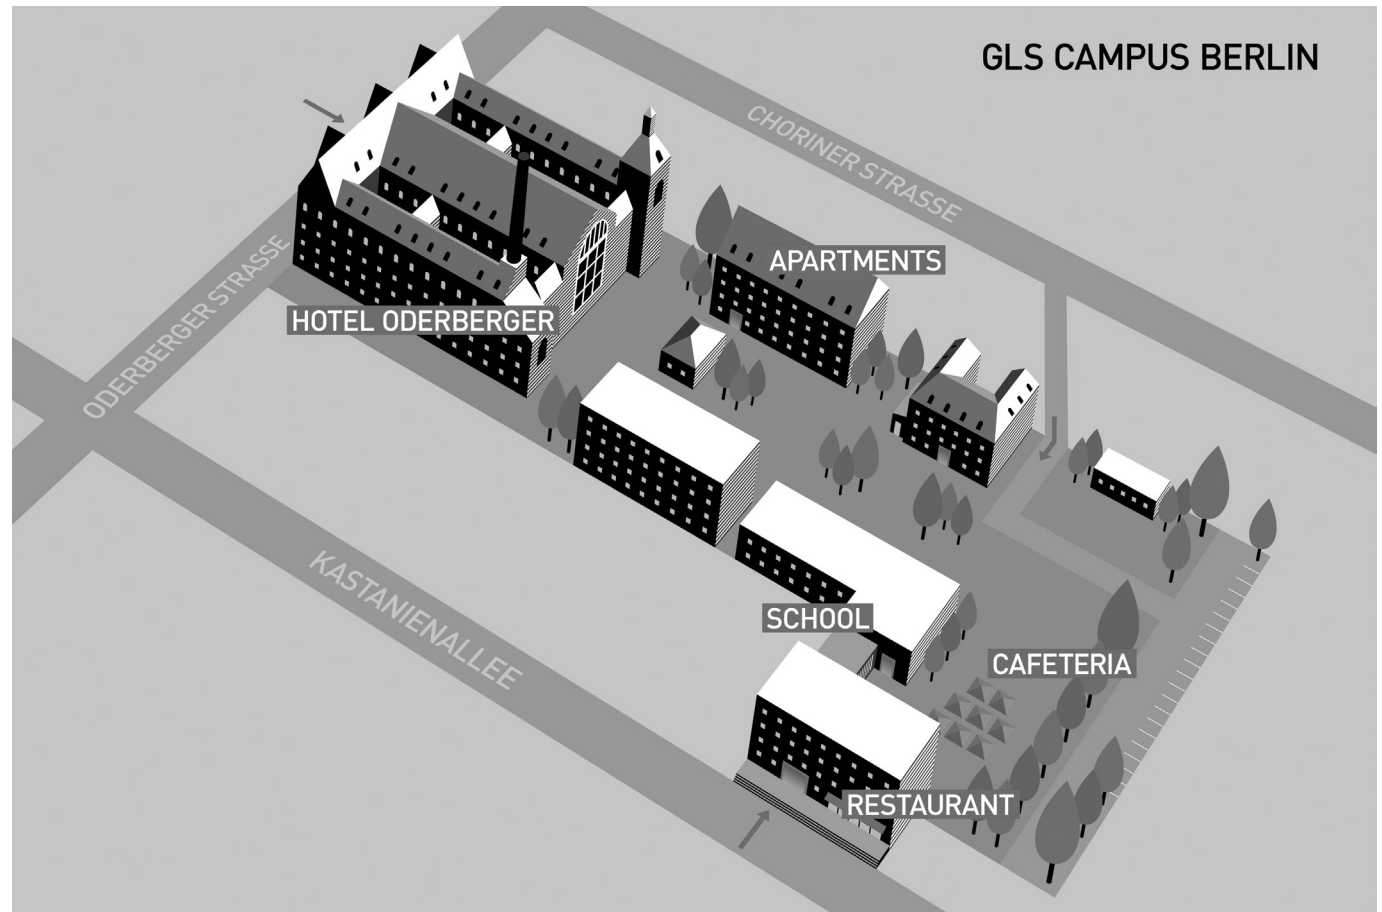 GLS CAMPUS BERLIN
CHORINER STRASSE
APARTMENTS
ODERBERGER STRASSE
HOTEL ODERBERGER
KASTANIENALLEE
SCHOOL
CAFETERIA
RESTAURANT